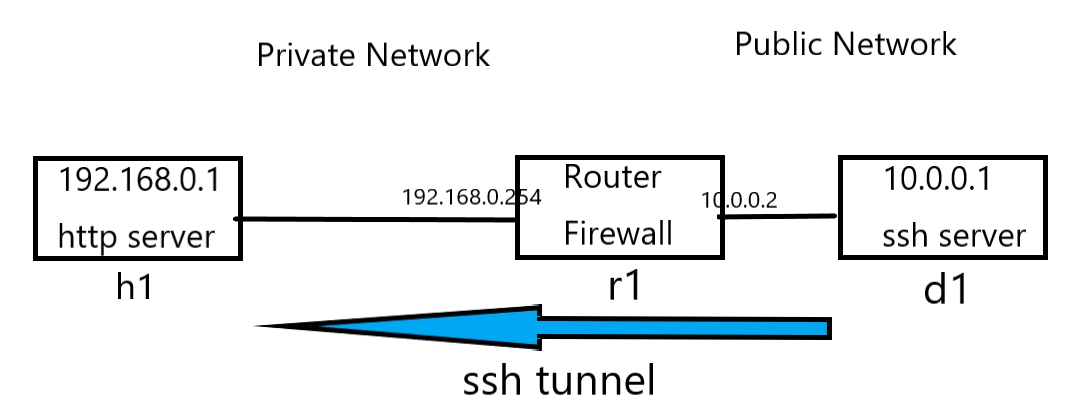 Private Network
Public Network
192.168.0.1
http server
h1
192.168.0.254
Router
Firewall
r1
10.0.0.2
10.0.0.1
ssh server
d1
ssh tunnel